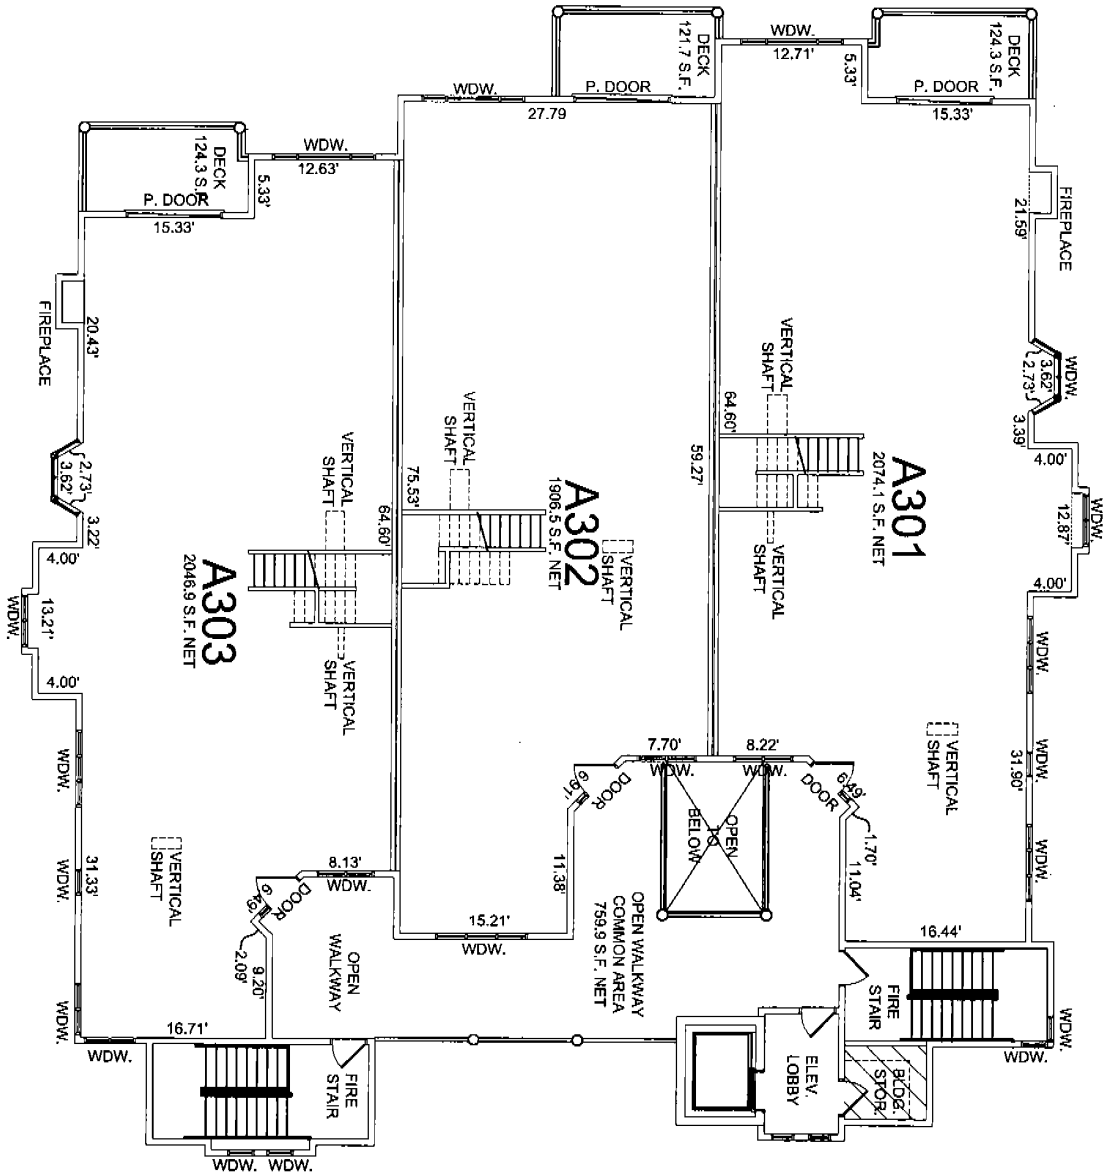 DECK
121.7 S.F.
P. DOOR
WDW.
27.79
WDW.
12.71'
5.33'
DECK
124.3 S.F.
P. DOOR
15.33'
DECK
124.3 S.F.
P. DOOR
15.33'
WDW.
12.63'
5.33'
FIREPLACE
21.59'
FIREPLACE
20.43'
WDW.
3.62'
2.73'
3.39'
4.00'
WDW.
12.87'
4.00'
VERTICAL
SHAFT
64.60'
VERTICAL
SHAFT
A301
2074.1 S.F. NET
VERTICAL
SHAFT
75.53'
59.27'
A302
1906.5 S.F. NET
VERTICAL
SHAFT
VERTICAL
SHAFT
64.60'
VERTICAL
SHAFT
A303
2046.9 S.F. NET
2.73'
3.62'
3.22'
4.00'
13.21'
WDW.
4.00'
WDW.
WDW.
31.33'
WDW.
WDW.
VERTICAL
SHAFT
WDW.
WDW.
31.90'
WDW.
VERTICAL
SHAFT
7.70'
WDW.
8.22'
WDW.
DOOR
6.91'
DOOR
6.49'
1.70'
11.04'
OPEN
TO
BELOW
11.38'
8.13'
WDW.
DOOR
6.49'
2.09'
9.20'
15.21'
WDW.
OPEN
WALKWAY
OPEN WALKWAY
COMMON AREA
759.9 S.F. NET
16.44'
FIRE
STAIR
WDW.
WDW.
16.71'
WDW.
FIRE
STAIR
WDW.
WDW.
ELEV.
LOBBY
BLDG.
STOR.